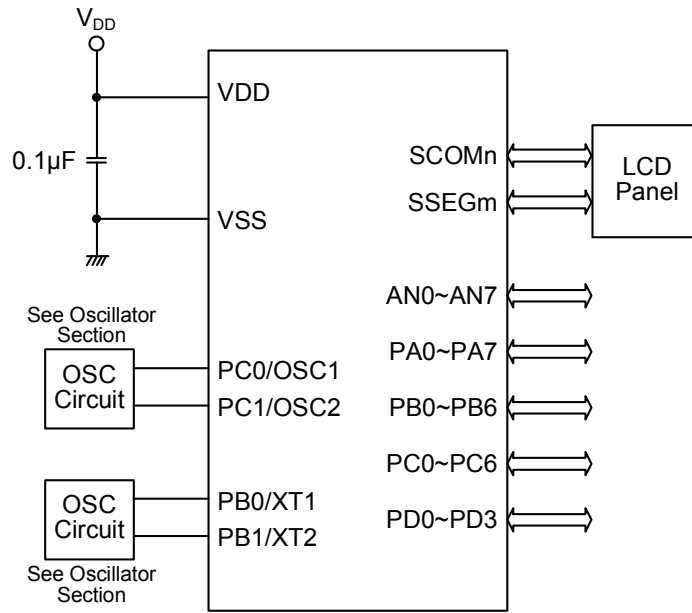 VDD
VDD
0.1µF
VSS
See Oscillator
Section
OSC
Circuit
PC0/OSC1
PC1/OSC2
OSC
Circuit
PB0/XT1
PB1/XT2
See Oscillator
Section
SCOMn
SSEGm
LCD
Panel
AN0~AN7
PA0~PA7
PB0~PB6
PC0~PC6
PD0~PD3